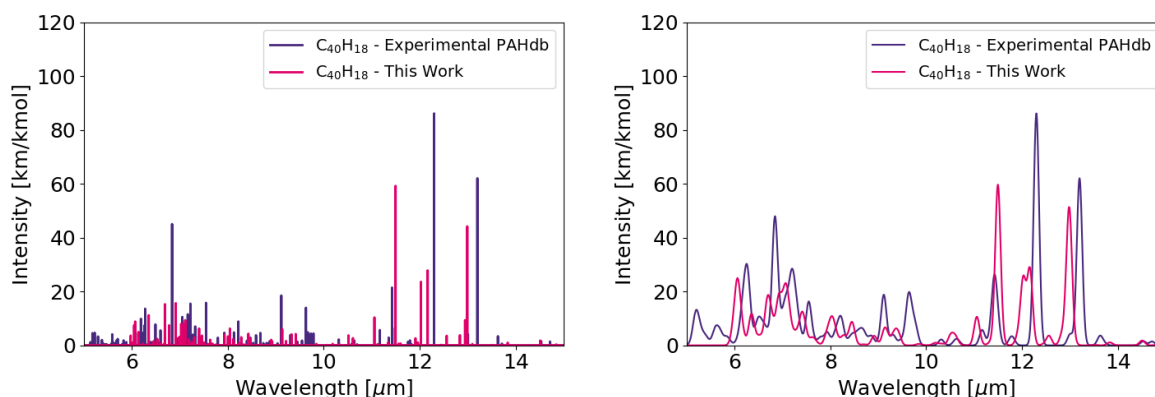 120
100
80
60
40
20
0
Intensity [km/kmol]
C₄₀H₁₈ - Experimental PAHdb
C₄₀H₁₈ - This Work
6 8 10 12 14
Wavelength [μm]
120
100
80
60
40
20
0
Intensity [km/kmol]
C₄₀H₁₈ - Experimental PAHdb
C₄₀H₁₈ - This Work
6 8 10 12 14
Wavelength [μm]